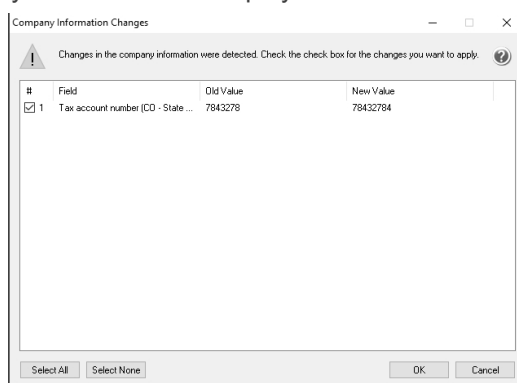 Company Information Changes
Changes in the company information were detected. Check the check box for the changes you want to apply.
# Field Old Value New Value
1 Tax account number (CO - State ... 7843278 78432784
Select All Select None OK Cancel